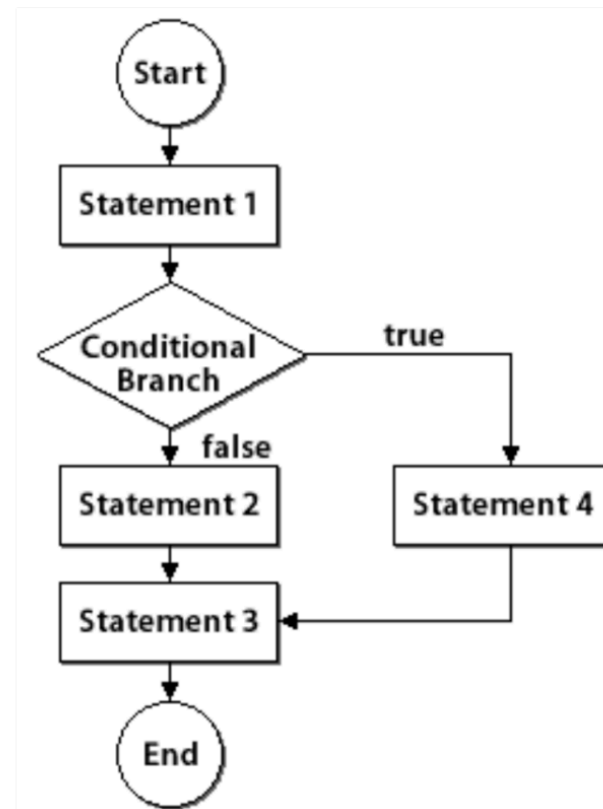 Start
Statement 1
Conditional
Branch
true
false
Statement 2
Statement 4
Statement 3
End